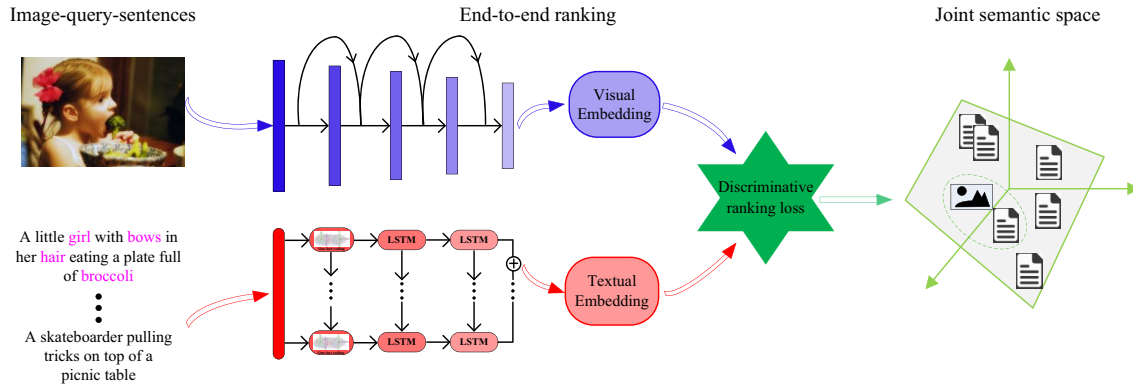 Image-query-sentences
End-to-end ranking
Joint semantic space
Visual
Embedding
Discriminative
ranking loss
A little girl with bows in
her hair eating a plate full
of broccoli
A skateboarder pulling
tricks on top of a
picnic table
LSTM
LSTM
LSTM
LSTM
Textual
Embedding